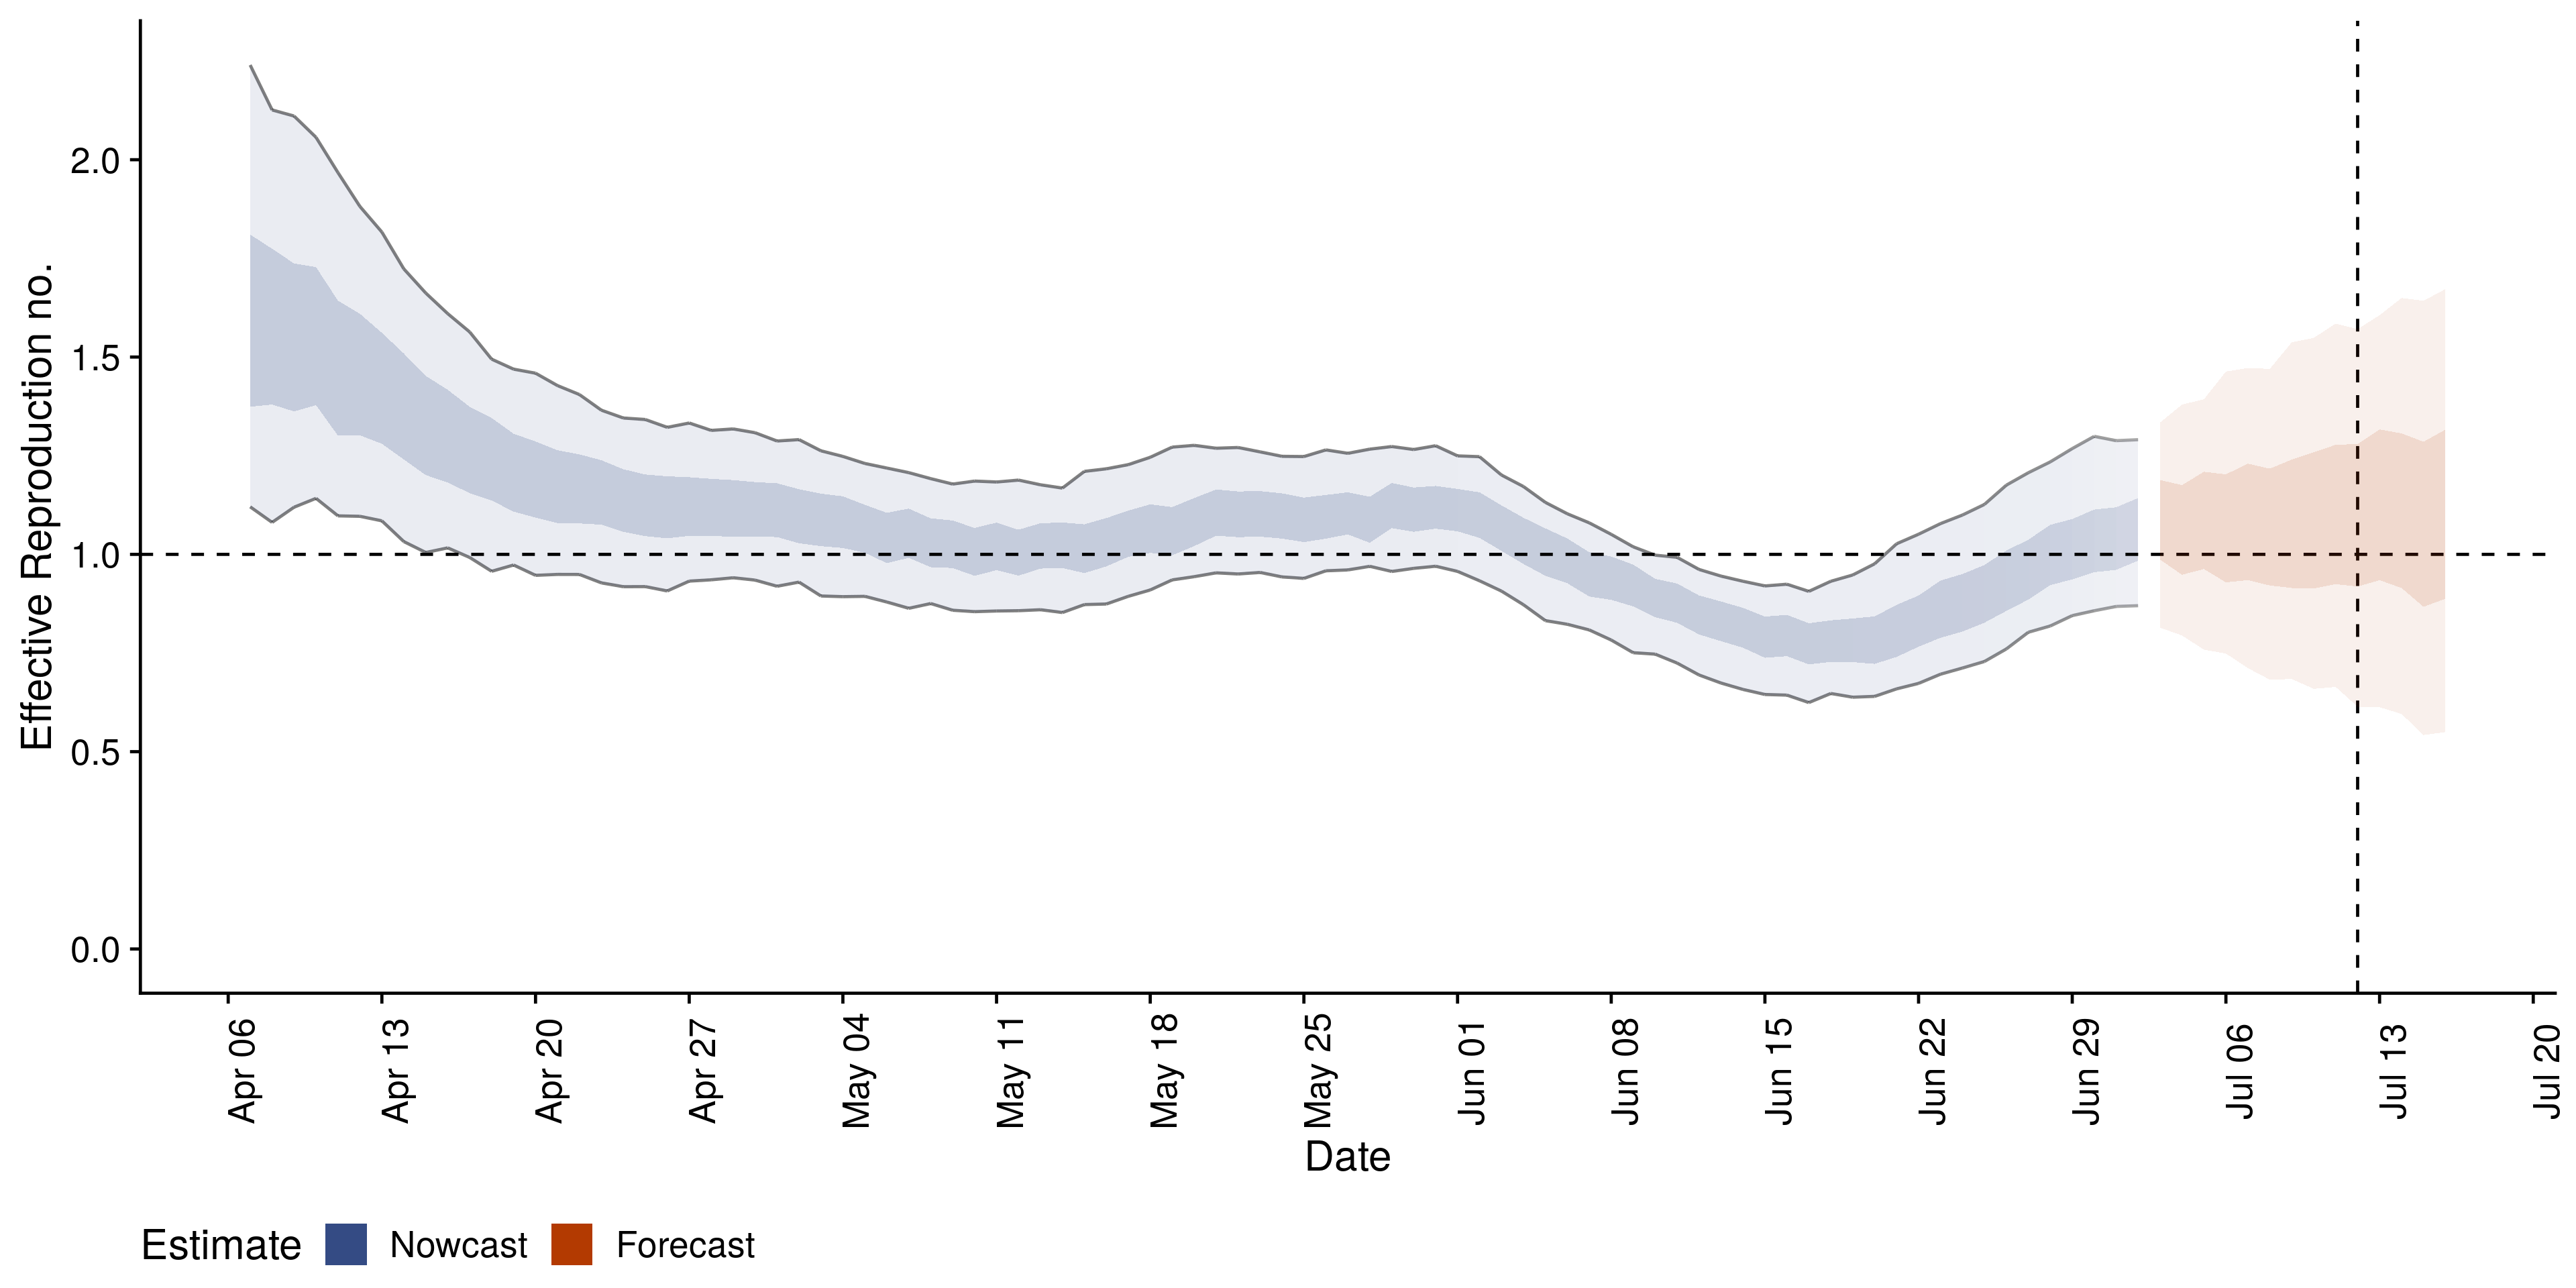 Effective Reproduction no.
2.0
1.5
1.0
0.5
0.0
Apr 06
Apr 13
Apr 20
Apr 27
May 04
May 11
May 18
May 25
Jun 01
Jun 08
Jun 15
Jun 22
Jun 29
Jul 06
Jul 13
Jul 20
Date
Estimate Nowcast Forecast